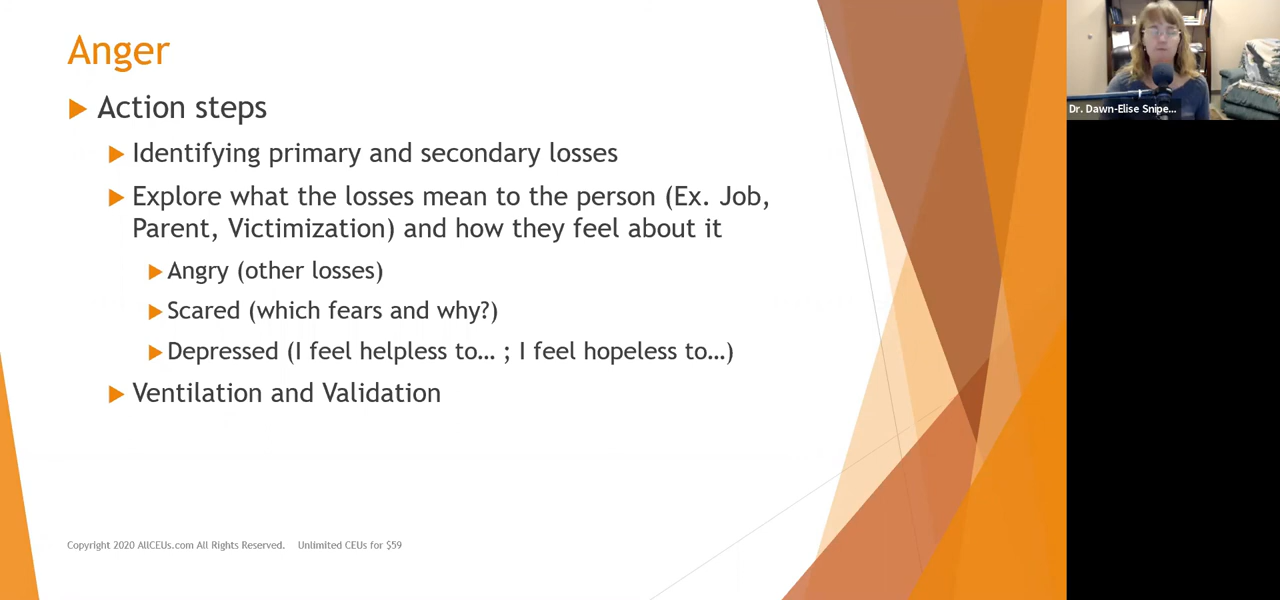 Anger
Action steps
Identifying primary and secondary losses
Explore what the losses mean to the person (Ex. Job,
Parent, Victimization) and how they feel about it
Angry (other losses)
Scared (which fears and why?)
Depressed (I feel helpless to… ; I feel hopeless to…)
Ventilation and Validation
Copyright 2020 AllCEUs.com All Rights Reserved. Unlimited CEUs for $59
Dr. Dawn-Elise Snipe...